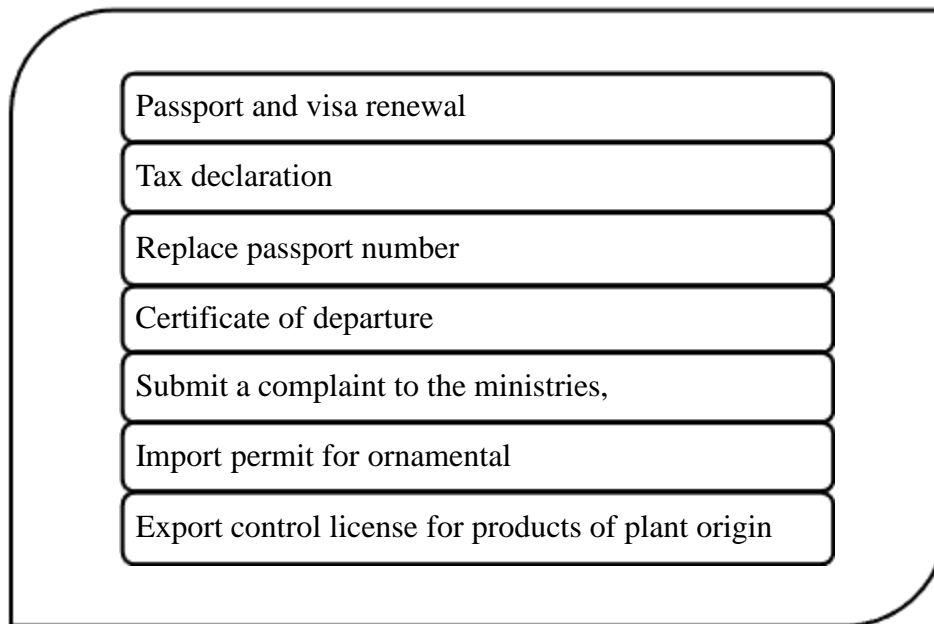 Passport and visa renewal
Tax declaration
Replace passport number
Certificate of departure
Submit a complaint to the ministries,
Import permit for ornamental
Export control license for products of plant origin